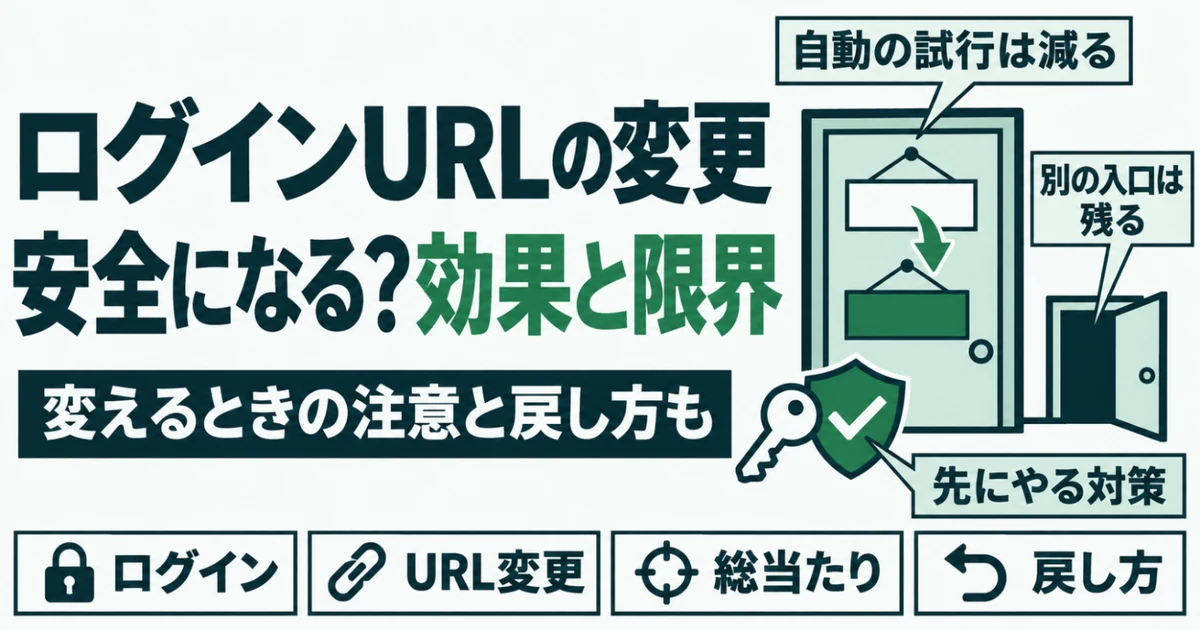 自動の試行は減る
ログインURLの変更
安全になる?効果と限界
別の入口は
残る
変えるときの注意と戻し方も
先にやる対策
ログイン
URL変更
総当たり
戻し方